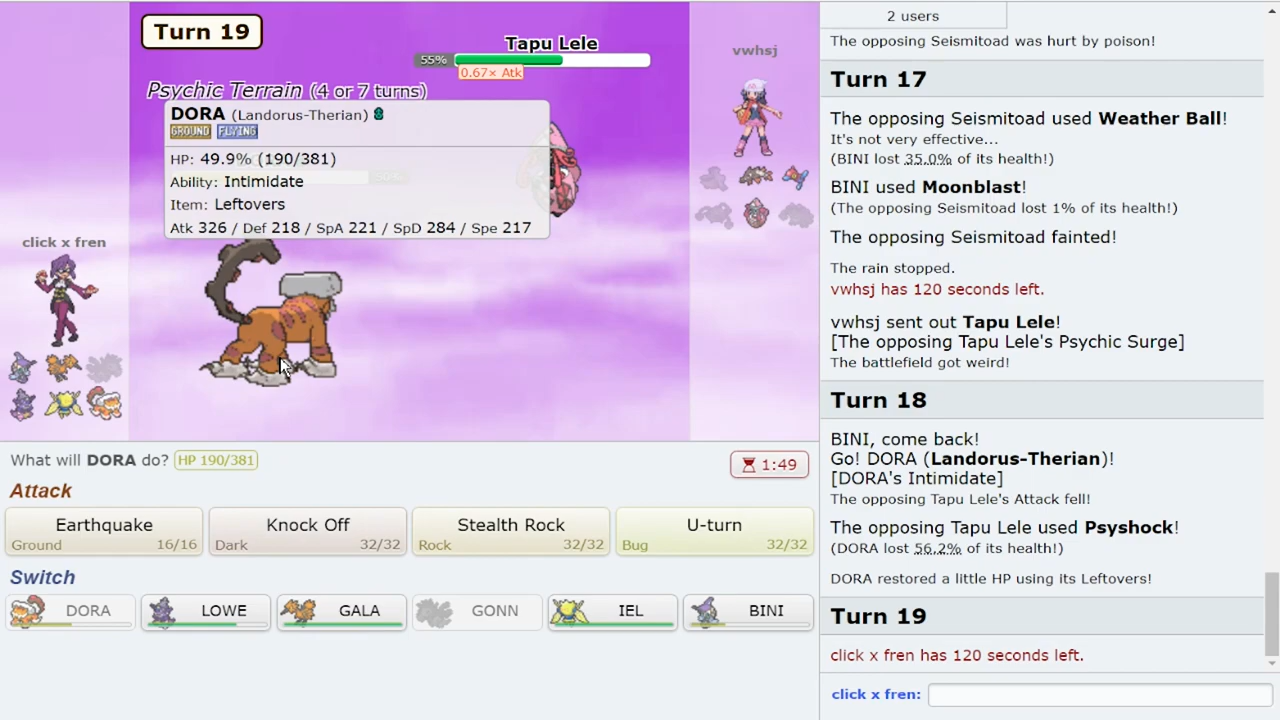 Turn 19
Tapu Lele
55%
0.67× Atk
Psychic Terrain (4 or 7 turns)
DORA (Landorus-Therian)
GROUND FLYING
HP: 49.9% (190/381)
Ability: Intimidate
Item: Leftovers
Atk 326 / Def 218 / SpA 221 / SpD 284 / Spe 217
vwhsj
click x fren
What will DORA do? HP 190/381
1:49
Attack
Earthquake
Ground 16/16
Knock Off
Dark 32/32
Stealth Rock
Rock 32/32
U-turn
Bug 32/32
Switch
DORA
LOWE
GALA
GONN
IEL
BINI
2 users
The opposing Seismitoad was hurt by poison!
Turn 17
The opposing Seismitoad used Weather Ball!
It's not very effective...
(BINI lost 35.0% of its health!)
BINI used Moonblast!
(The opposing Seismitoad lost 1% of its health!)
The opposing Seismitoad fainted!
The rain stopped.
vwhsj has 120 seconds left.
vwhsj sent out Tapu Lele!
[The opposing Tapu Lele's Psychic Surge]
The battlefield got weird!
Turn 18
BINI, come back!
Go! DORA (Landorus-Therian)!
[DORA's Intimidate]
The opposing Tapu Lele's Attack fell!
The opposing Tapu Lele used Psyshock!
(DORA lost 56.2% of its health!)
DORA restored a little HP using its Leftovers!
Turn 19
click x fren has 120 seconds left.
click x fren: